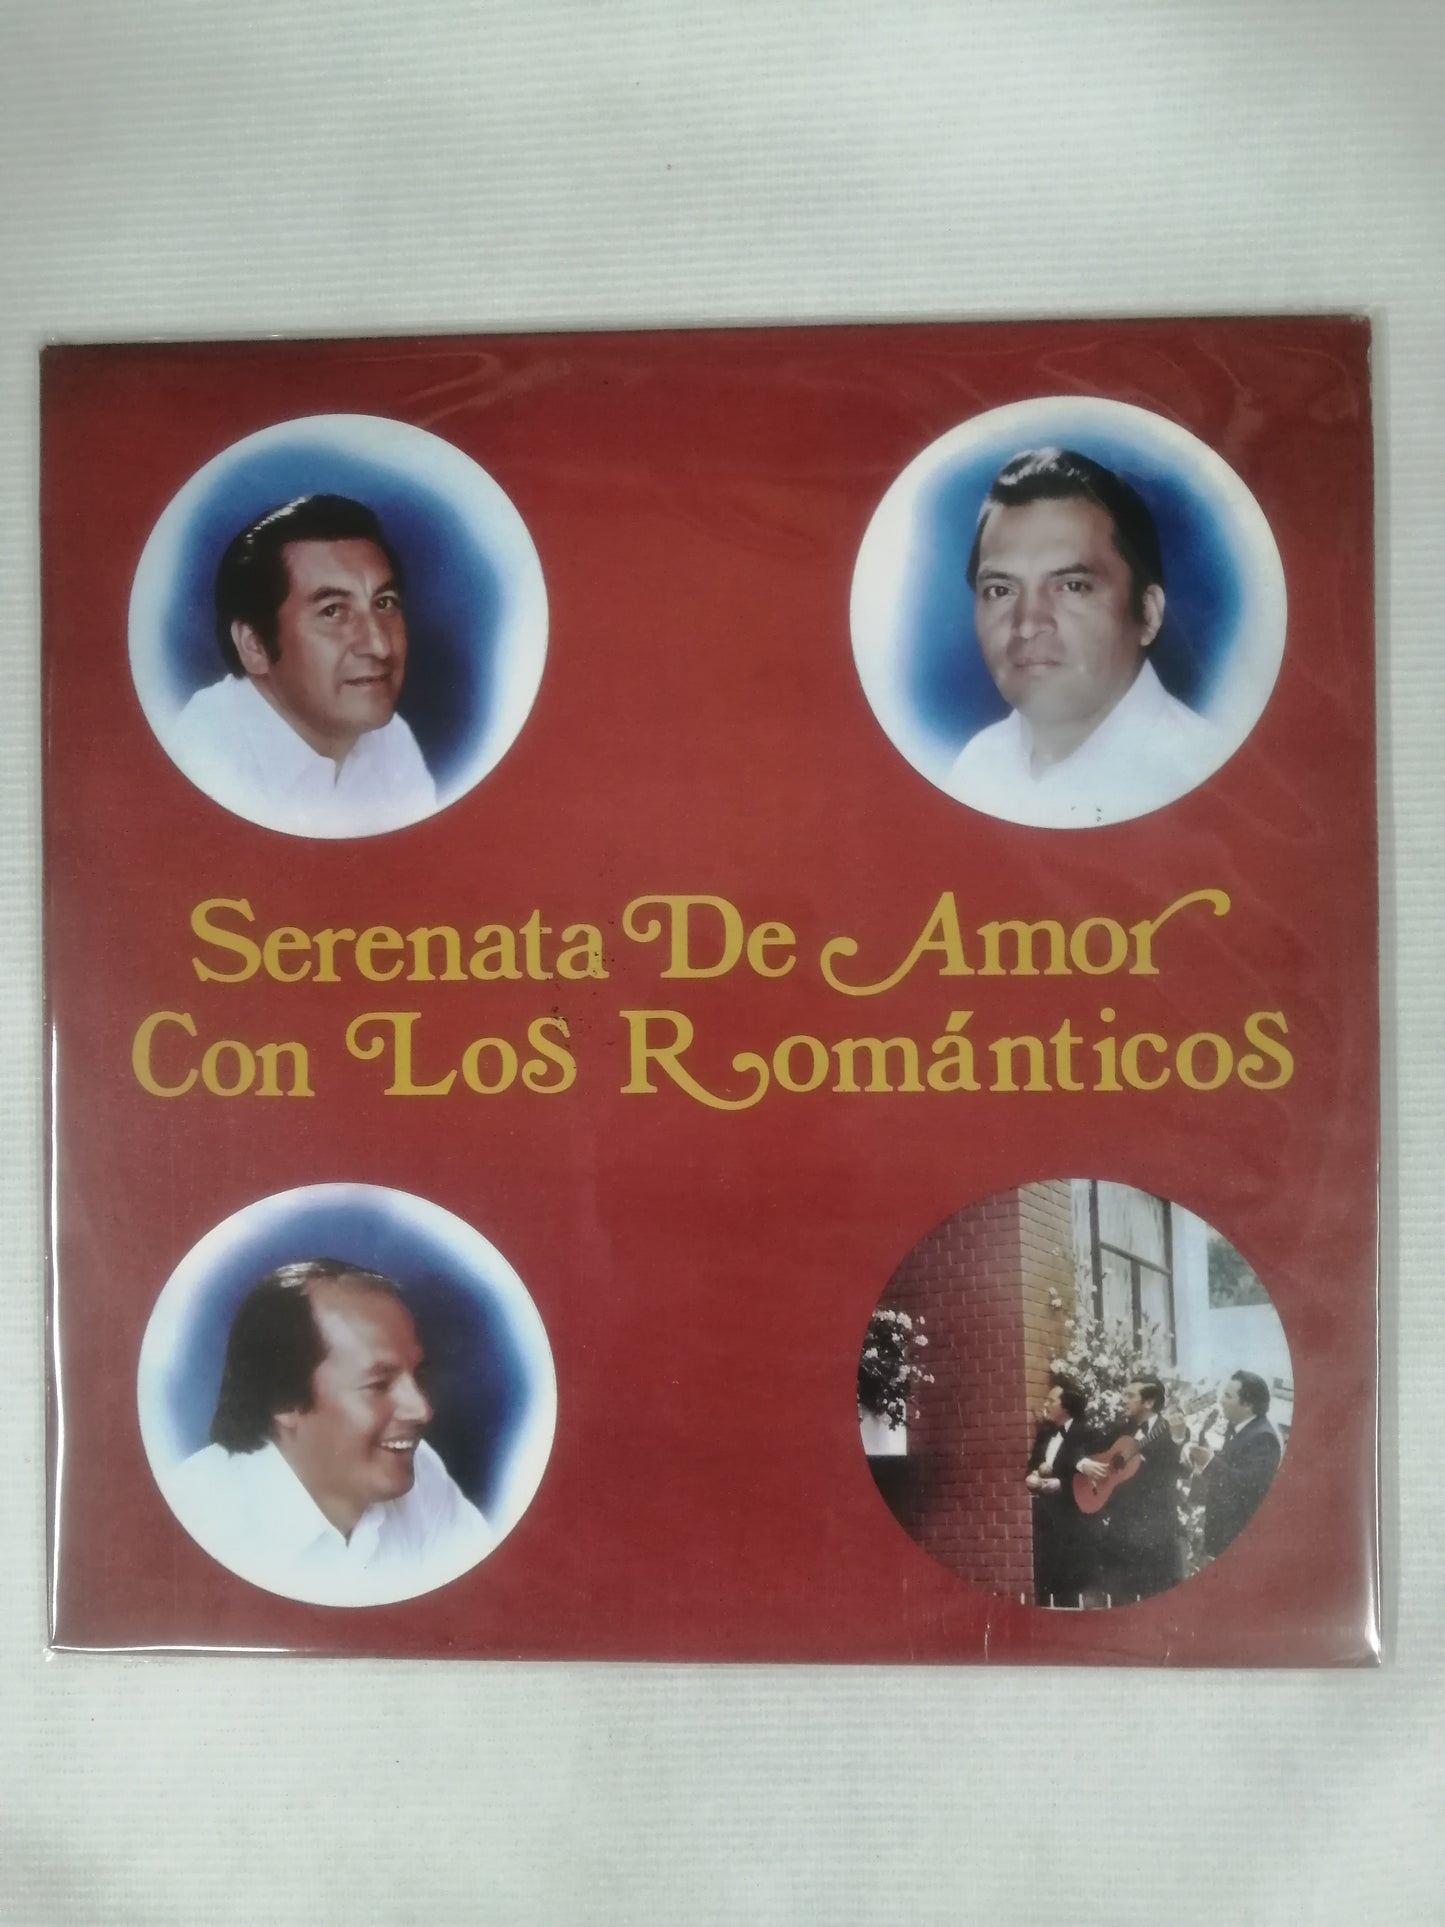 Serenata De Amor
Con Los Románticos